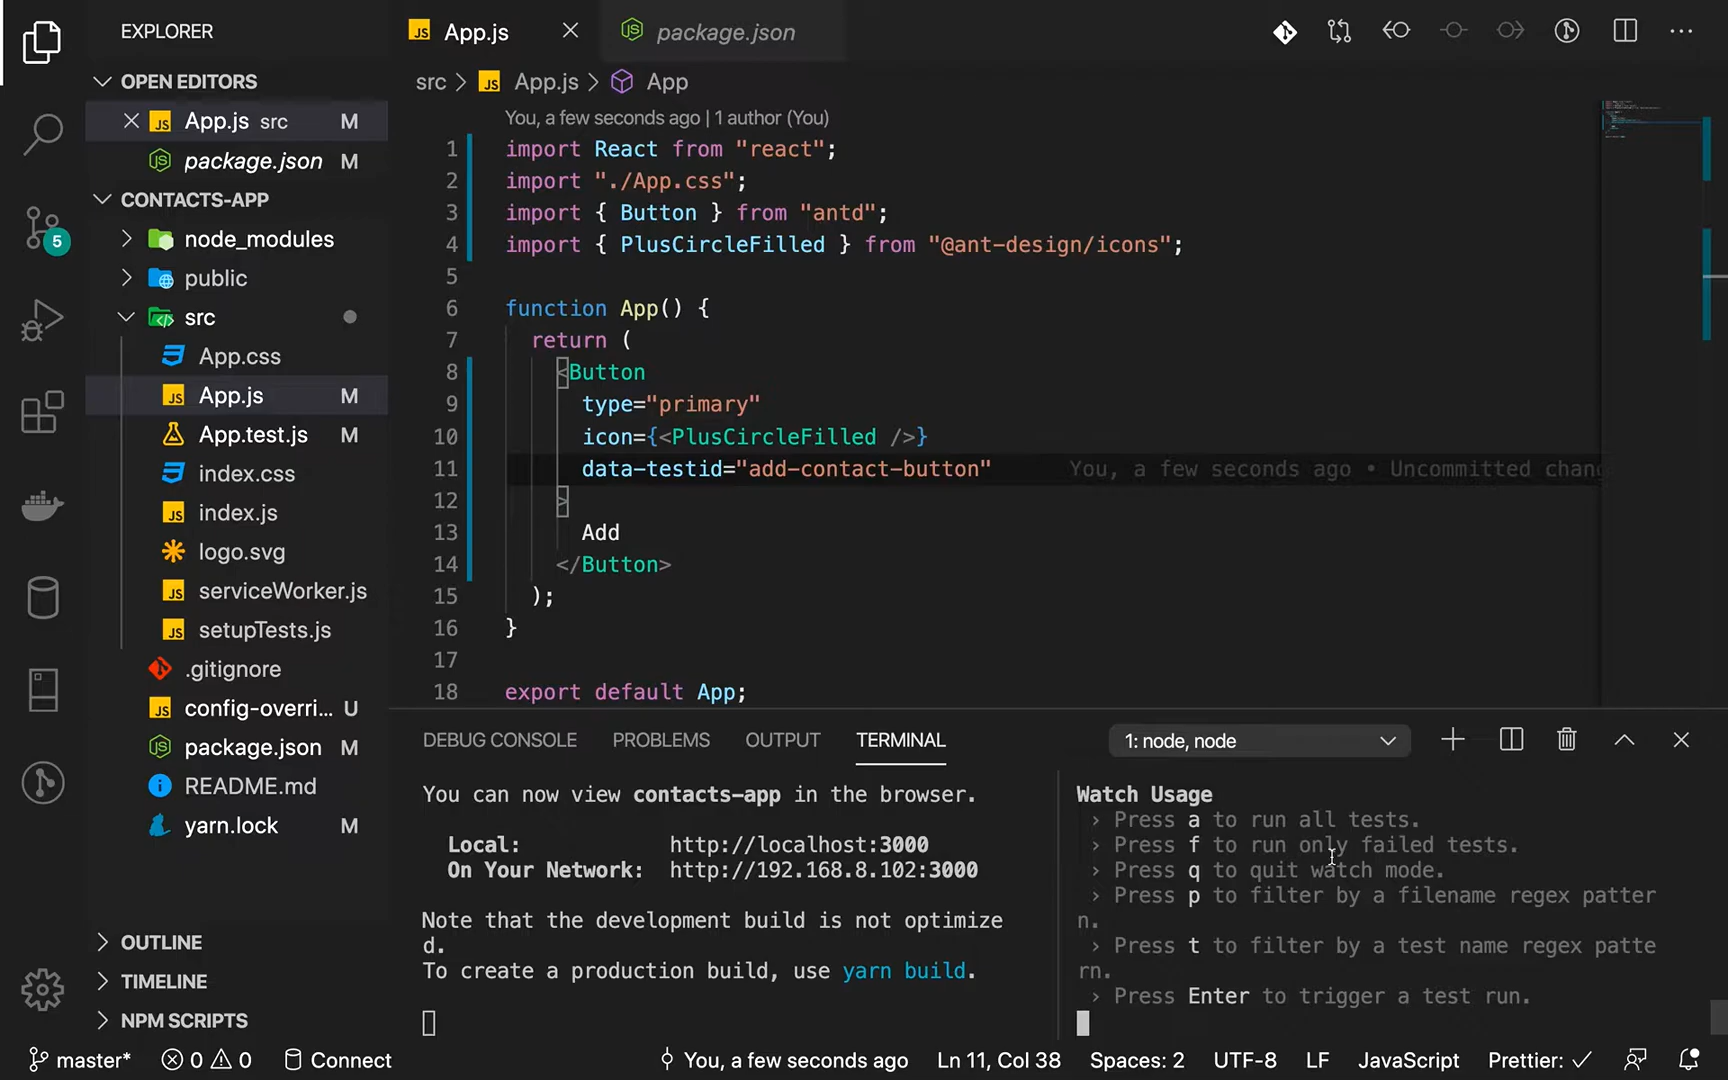 EXPLORER
OPEN EDITORS
App.js src M
package.json M
CONTACTS-APP
node_modules
public
src
App.css
App.js M
App.test.js M
index.css
index.js
logo.svg
serviceWorker.js
setupTests.js
.gitignore
config-overri... U
package.json M
README.md
yarn.lock M
OUTLINE
TIMELINE
NPM SCRIPTS
5
App.js
package.json
src > App.js > App
You, a few seconds ago | 1 author (You)
1 import React from "react";
2 import "./App.css";
3 import { Button } from "antd";
4 import { PlusCircleFilled } from "@ant-design/icons";
5
6 function App() {
7 return (
8 <Button
9 type="primary"
10 icon={<PlusCircleFilled />}
11 data-testid="add-contact-button" You, a few seconds ago • Uncommitted chan
12 >
13 Add
14 </Button>
15 );
16 }
17
18 export default App;
DEBUG CONSOLE PROBLEMS OUTPUT TERMINAL 1: node, node
You can now view contacts-app in the browser.
Local: http://localhost:3000
On Your Network: http://192.168.8.102:3000
Note that the development build is not optimize
d.
To create a production build, use yarn build.
Watch Usage
› Press a to run all tests.
› Press f to run only failed tests.
› Press q to quit watch mode.
› Press p to filter by a filename regex patter
n.
› Press t to filter by a test name regex patte
rn.
› Press Enter to trigger a test run.
master* 0 0 Connect You, a few seconds ago Ln 11, Col 38 Spaces: 2 UTF-8 LF JavaScript Prettier: ✓